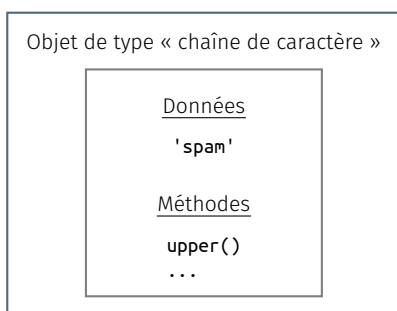 Objet de type « chaîne de caractère »
Données
'spam'
Méthodes
upper()
...